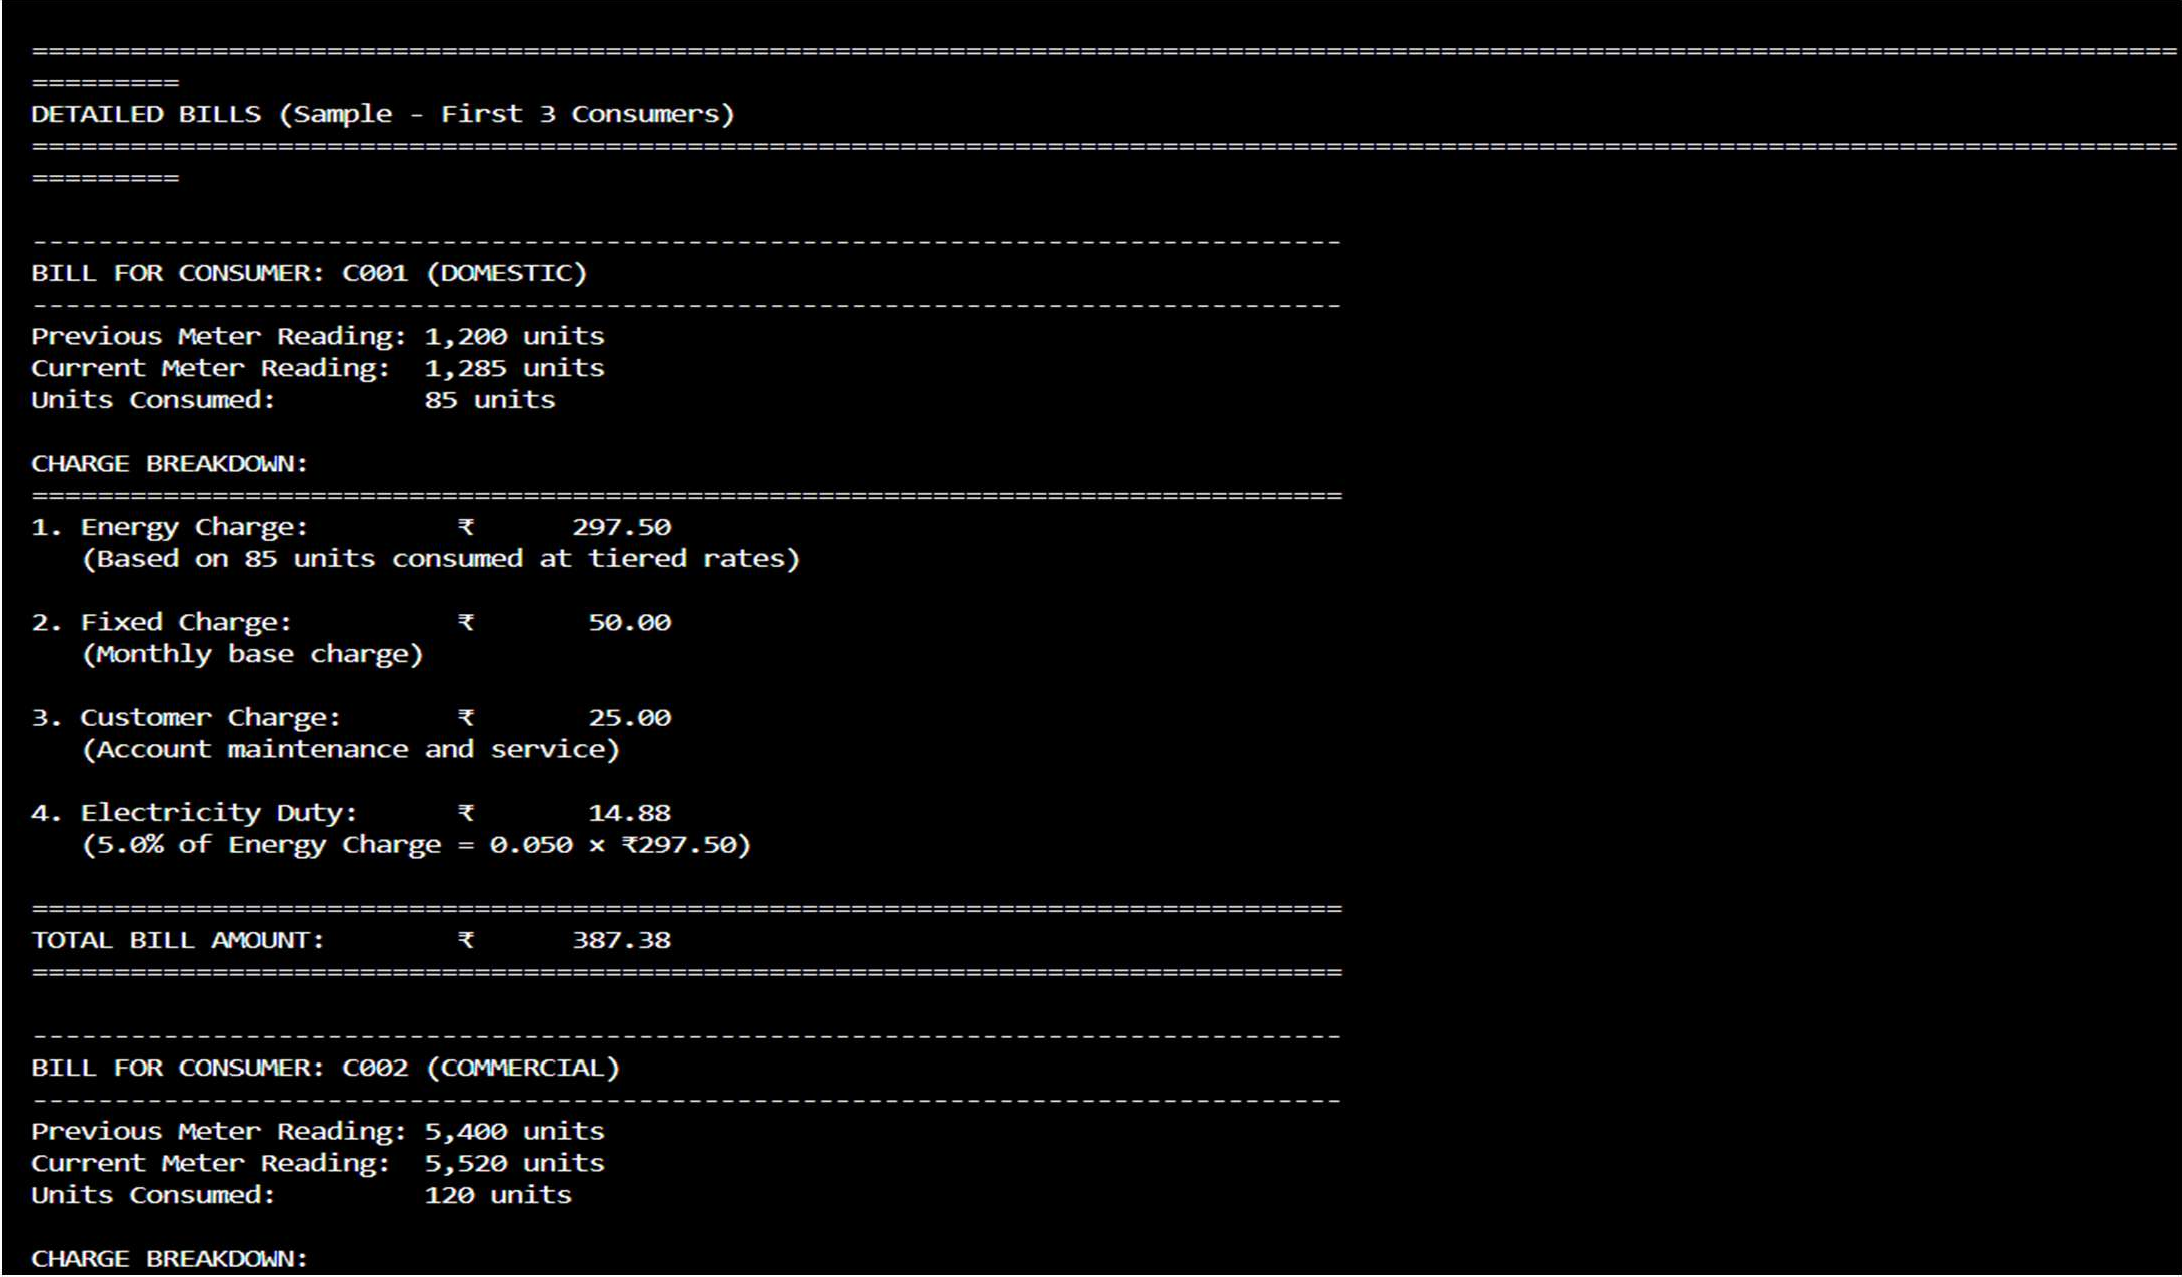 ===================================================================================================================================
=========
DETAILED BILLS (Sample - First 3 Consumers)
===================================================================================================================================
=========
--------------------------------------------------------------------------------
BILL FOR CONSUMER: C001 (DOMESTIC)
--------------------------------------------------------------------------------
Previous Meter Reading: 1,200 units
Current Meter Reading:  1,285 units
Units Consumed:         85 units
CHARGE BREAKDOWN:
================================================================================
1. Energy Charge:         ₹      297.50
   (Based on 85 units consumed at tiered rates)
2. Fixed Charge:          ₹       50.00
   (Monthly base charge)
3. Customer Charge:       ₹       25.00
   (Account maintenance and service)
4. Electricity Duty:      ₹       14.88
   (5.0% of Energy Charge = 0.050 × ₹297.50)
================================================================================
TOTAL BILL AMOUNT:        ₹      387.38
================================================================================
--------------------------------------------------------------------------------
BILL FOR CONSUMER: C002 (COMMERCIAL)
--------------------------------------------------------------------------------
Previous Meter Reading: 5,400 units
Current Meter Reading:  5,520 units
Units Consumed:         120 units
CHARGE BREAKDOWN: